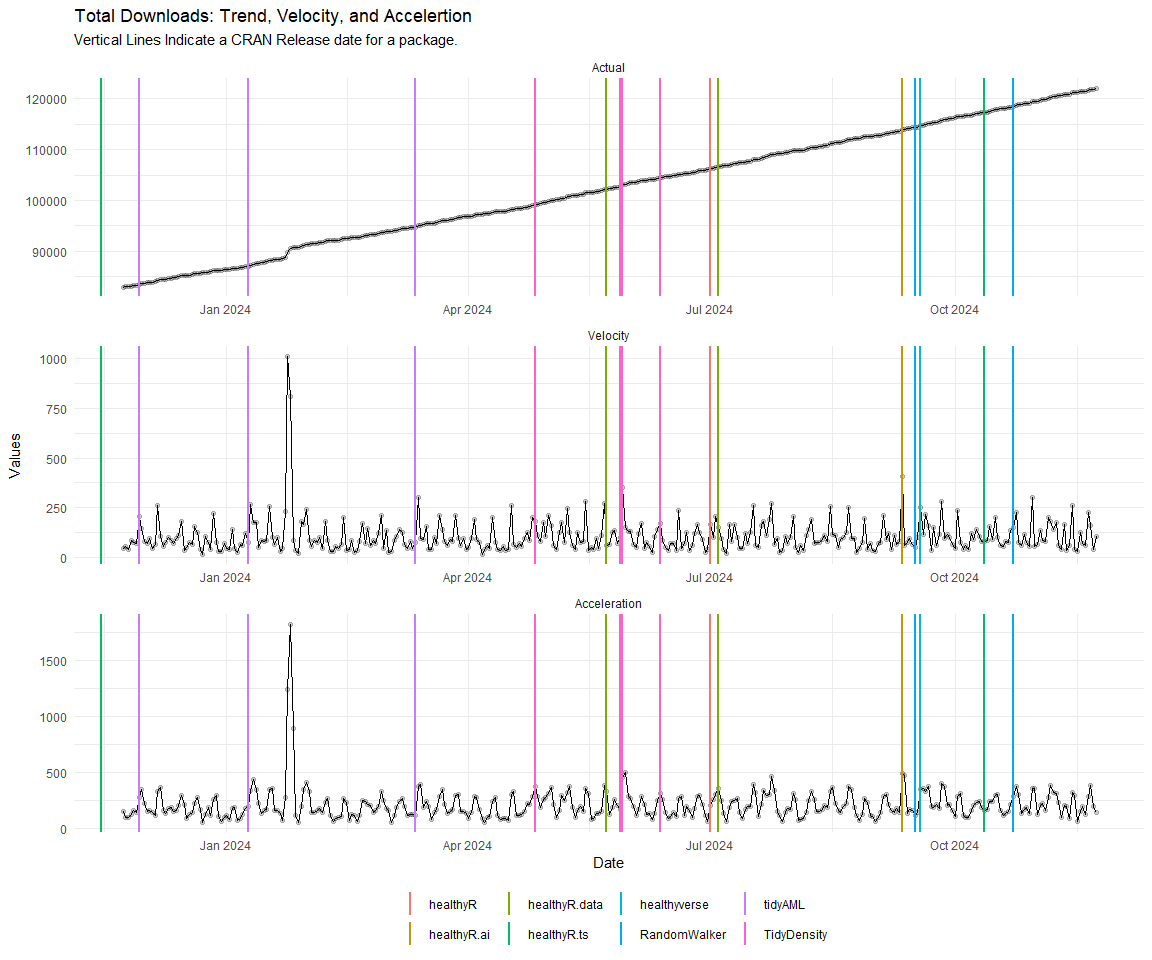 Total Downloads: Trend, Velocity, and Accelertion
Vertical Lines Indicate a CRAN Release date for a package.
Actual
120000
110000
100000
90000
Jan 2024 Apr 2024 Jul 2024 Oct 2024
Velocity
1000
750
500
250
0
Jan 2024 Apr 2024 Jul 2024 Oct 2024
Values
Acceleration
1500
1000
500
0
Jan 2024 Apr 2024 Jul 2024 Oct 2024
Date
healthyR healthyR.data healthyverse tidyAML
healthyR.ai healthyR.ts RandomWalker TidyDensity